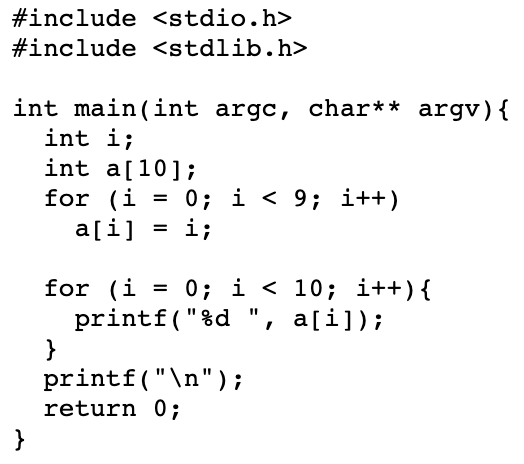 #include <stdio.h>
#include <stdlib.h>

int main(int argc, char** argv){
  int i;
  int a[10];
  for (i = 0; i < 9; i++)
    a[i] = i;

  for (i = 0; i < 10; i++){
    printf("%d ", a[i]);
  }
  printf("\n");
  return 0;
}